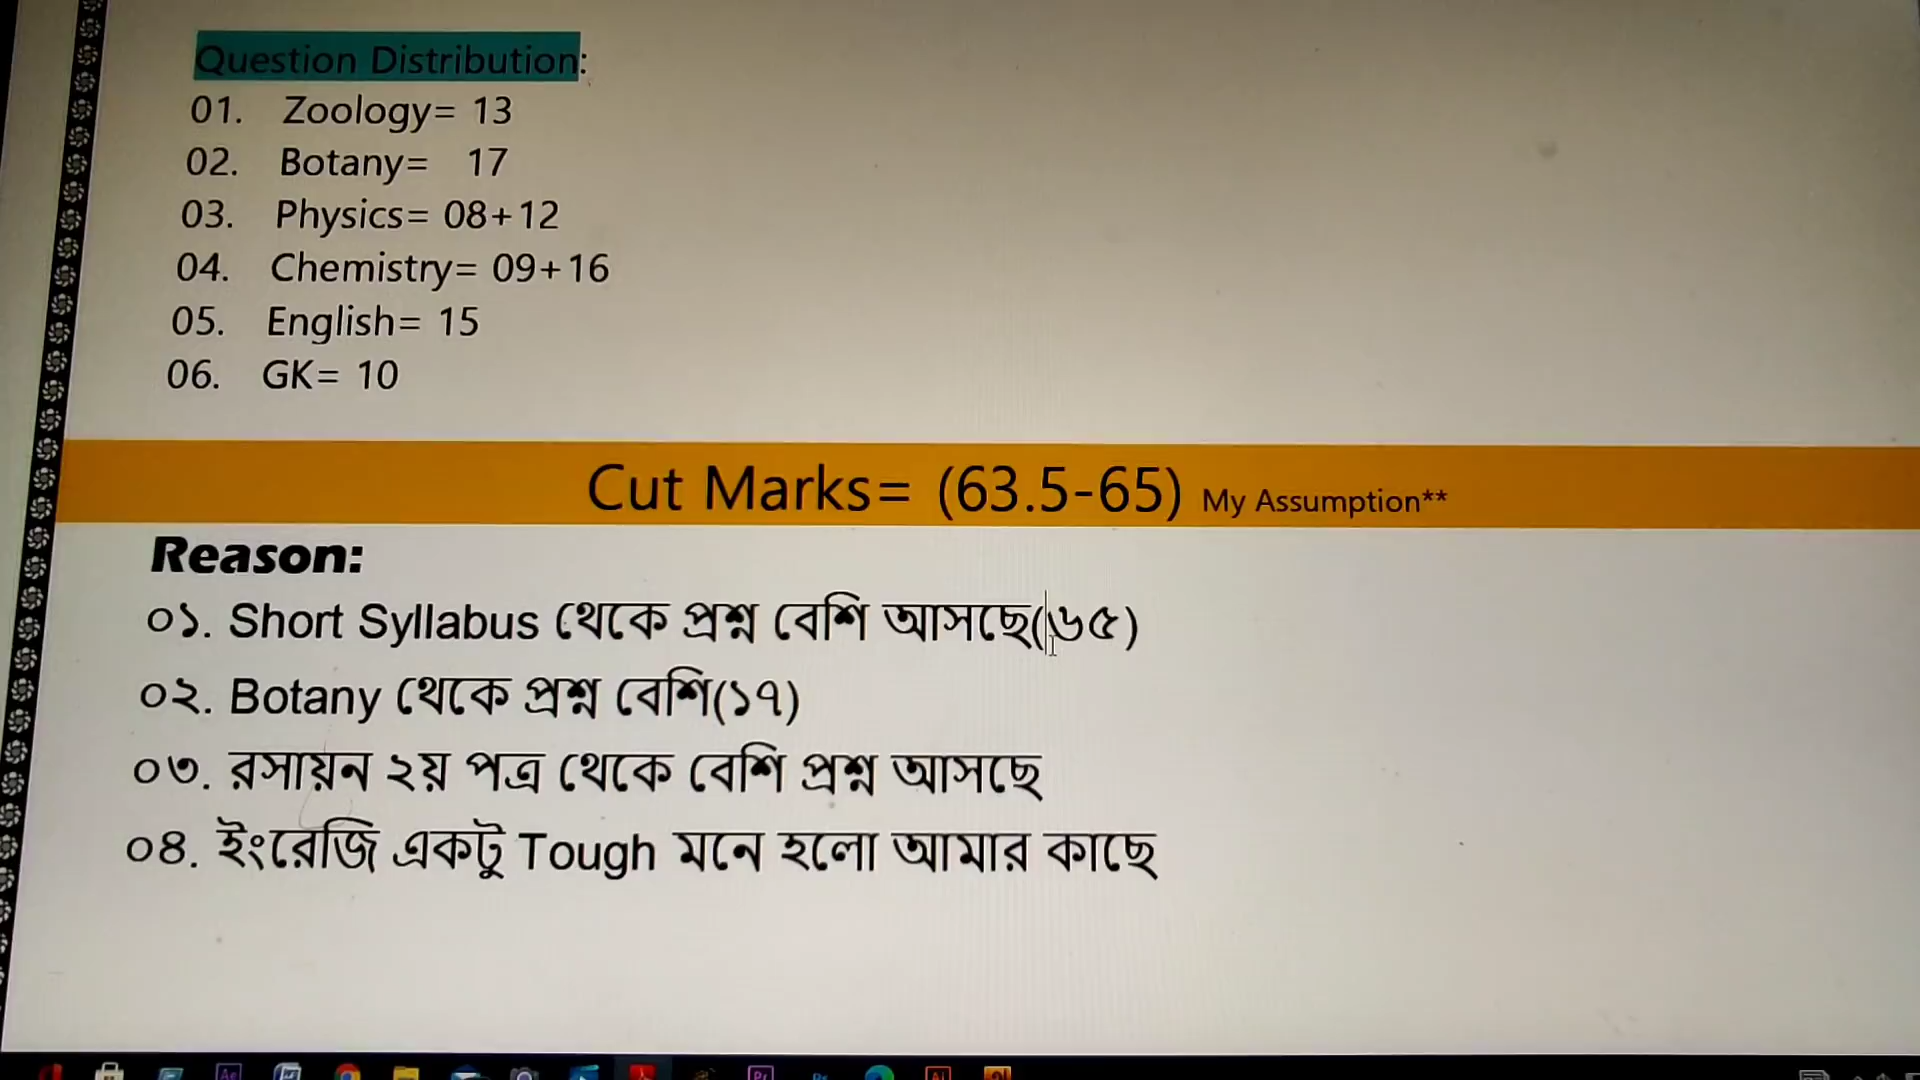 Question Distribution:
01. Zoology= 13
02. Botany= 17
03. Physics= 08+12
04. Chemistry= 09+16
05. English= 15
06. GK= 10
Cut Marks= (63.5-65) My Assumption**
Reason:
০১. Short Syllabus থেকে প্রশ্ন বেশি আসছে(৬৫)
০২. Botany থেকে প্রশ্ন বেশি(১৭)
০৩. রসায়ন ২য় পত্র থেকে বেশি প্রশ্ন আসছে
০৪. ইংরেজি একটু Tough মনে হলো আমার কাছে